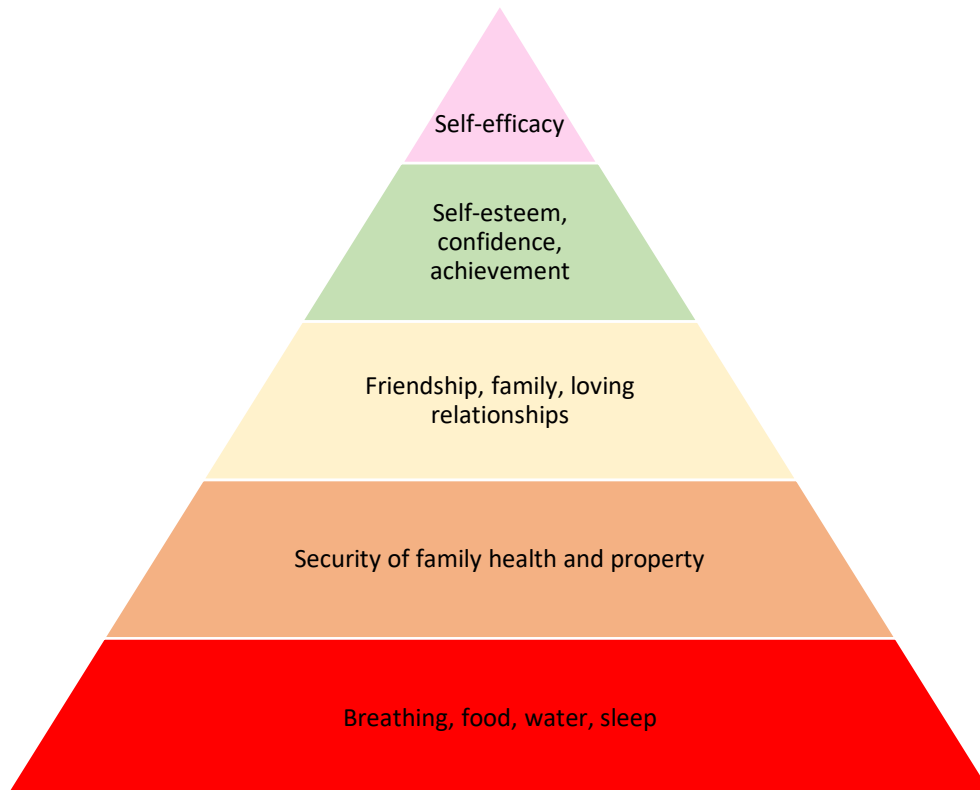 Self-efficacy
Self-esteem,
confidence,
achievement
Friendship, family, loving
relationships
Security of family health and property
Breathing, food, water, sleep